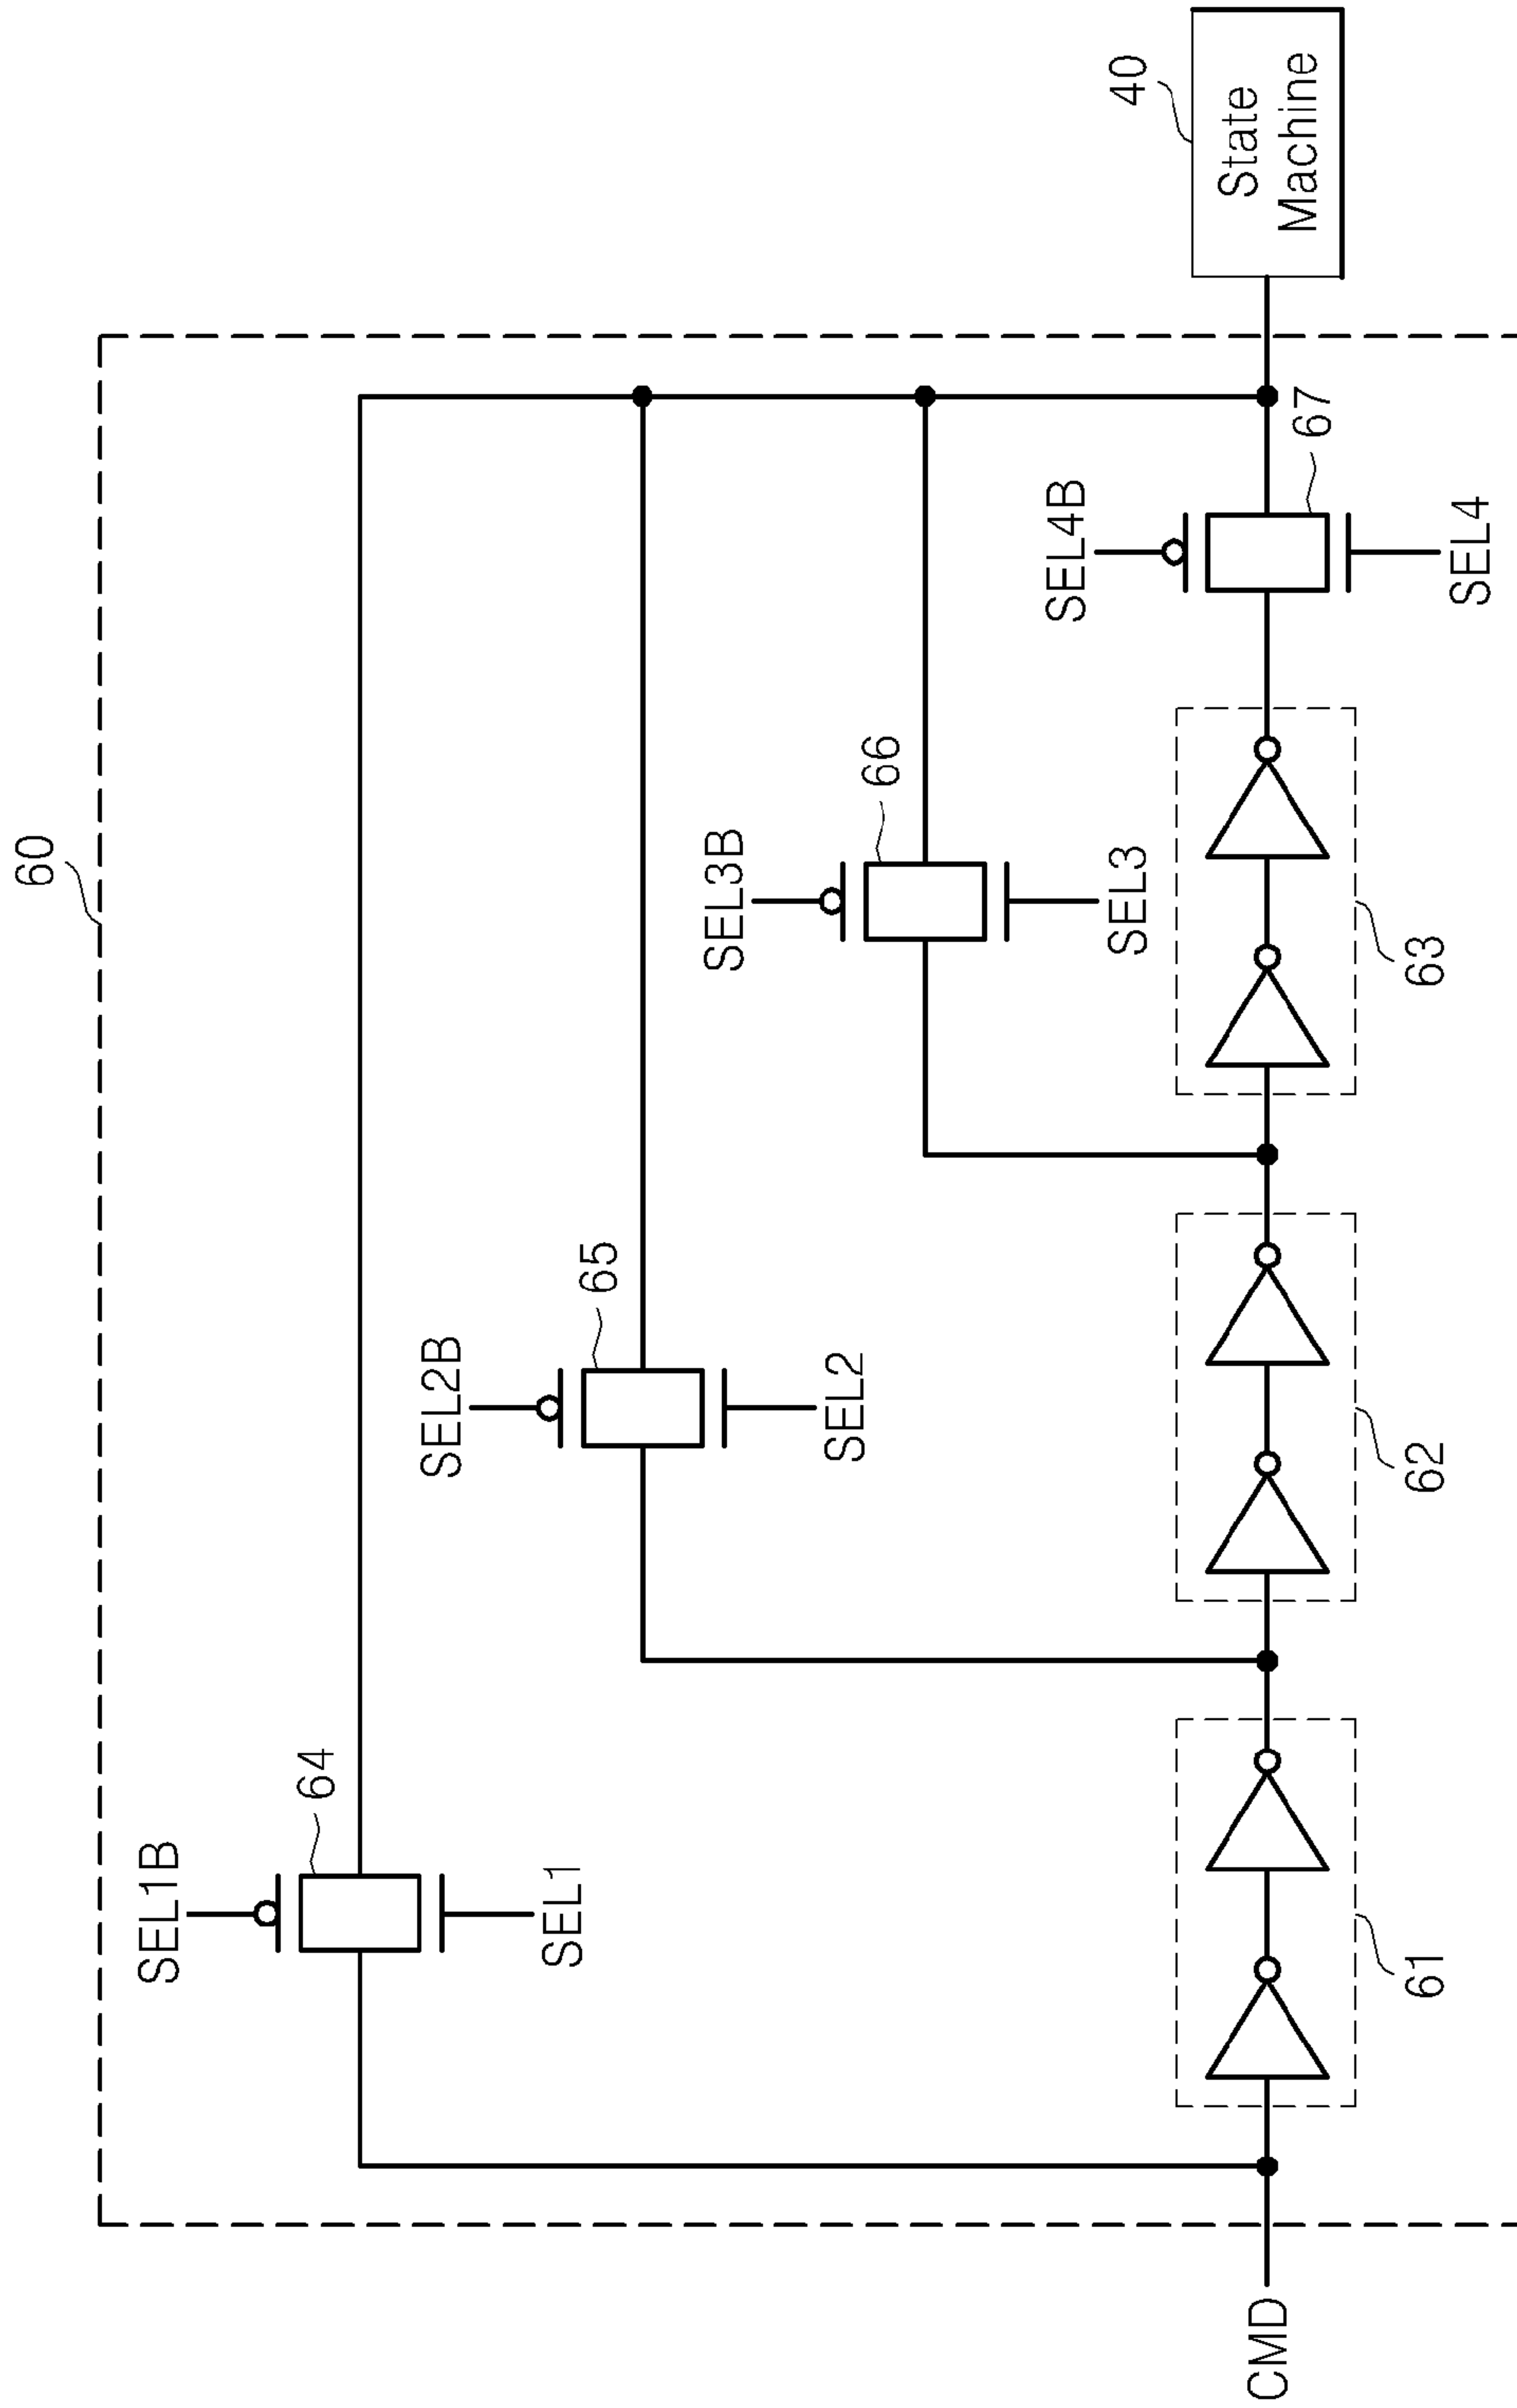 60
SEL1B
64
SEL1
SEL2B
65
SEL2
SEL3B
66
SEL3
SEL4B
67
SEL4
40
State
Machine
CMD
61
62
63